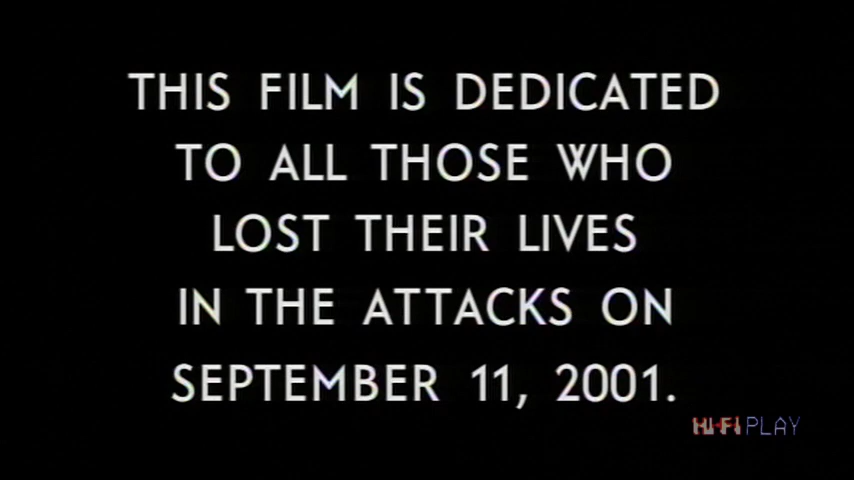 THIS FILM IS DEDICATED
TO ALL THOSE WHO
LOST THEIR LIVES
IN THE ATTACKS ON
SEPTEMBER 11, 2001.
HI-FI PLAY